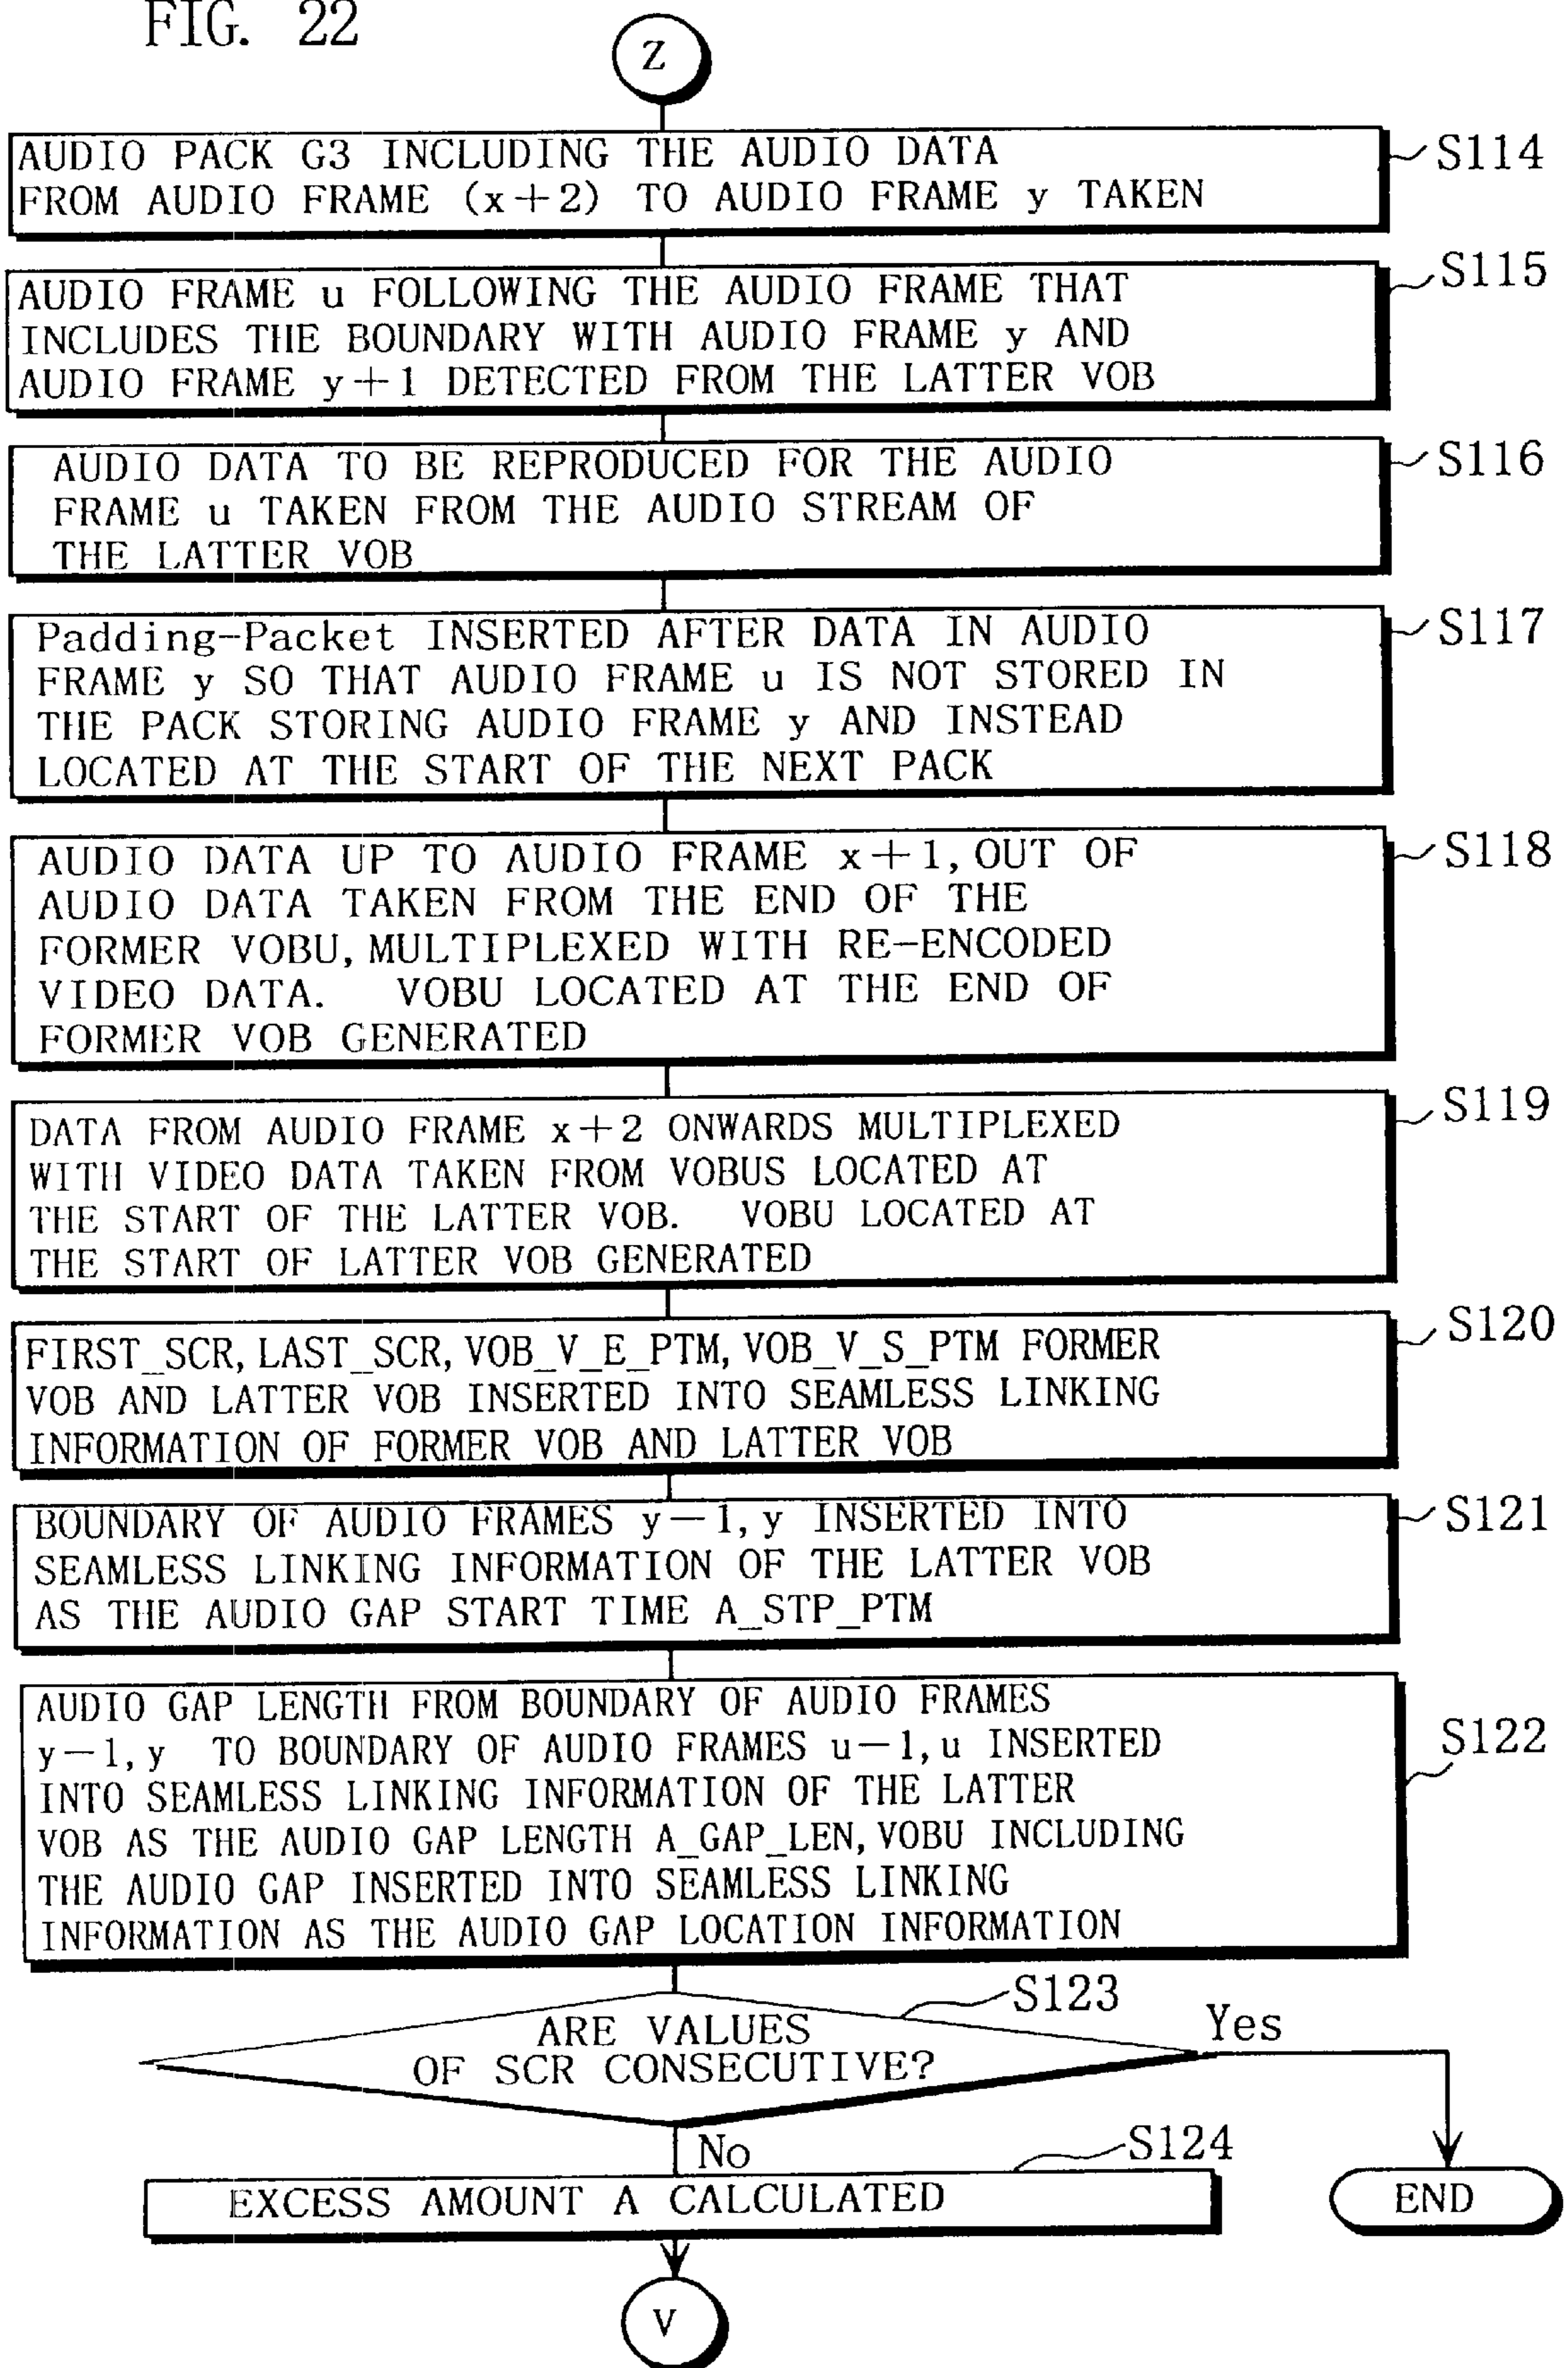 FIG. 22
Z
AUDIO PACK G3 INCLUDING THE AUDIO DATA
FROM AUDIO FRAME (x+2) TO AUDIO FRAME y TAKEN
S114
AUDIO FRAME u FOLLOWING THE AUDIO FRAME THAT
INCLUDES THE BOUNDARY WITH AUDIO FRAME y AND
AUDIO FRAME y+1 DETECTED FROM THE LATTER VOB
S115
AUDIO DATA TO BE REPRODUCED FOR THE AUDIO
FRAME u TAKEN FROM THE AUDIO STREAM OF
THE LATTER VOB
S116
Padding-Packet INSERTED AFTER DATA IN AUDIO
FRAME y SO THAT AUDIO FRAME u IS NOT STORED IN
THE PACK STORING AUDIO FRAME y AND INSTEAD
LOCATED AT THE START OF THE NEXT PACK
S117
AUDIO DATA UP TO AUDIO FRAME x+1, OUT OF
AUDIO DATA TAKEN FROM THE END OF THE
FORMER VOBU, MULTIPLEXED WITH RE-ENCODED
VIDEO DATA. VOBU LOCATED AT THE END OF
FORMER VOB GENERATED
S118
DATA FROM AUDIO FRAME x+2 ONWARDS MULTIPLEXED
WITH VIDEO DATA TAKEN FROM VOBUS LOCATED AT
THE START OF THE LATTER VOB. VOBU LOCATED AT
THE START OF LATTER VOB GENERATED
S119
FIRST_SCR, LAST_SCR, VOB_V_E_PTM, VOB_V_S_PTM FORMER
VOB AND LATTER VOB INSERTED INTO SEAMLESS LINKING
INFORMATION OF FORMER VOB AND LATTER VOB
S120
BOUNDARY OF AUDIO FRAMES y-1, y INSERTED INTO
SEAMLESS LINKING INFORMATION OF THE LATTER VOB
AS THE AUDIO GAP START TIME A_STP_PTM
S121
AUDIO GAP LENGTH FROM BOUNDARY OF AUDIO FRAMES
y-1, y TO BOUNDARY OF AUDIO FRAMES u-1, u INSERTED
INTO SEAMLESS LINKING INFORMATION OF THE LATTER
VOB AS THE AUDIO GAP LENGTH A_GAP_LEN, VOBU INCLUDING
THE AUDIO GAP INSERTED INTO SEAMLESS LINKING
INFORMATION AS THE AUDIO GAP LOCATION INFORMATION
S122
ARE VALUES
OF SCR CONSECUTIVE?
S123
Yes
No
EXCESS AMOUNT A CALCULATED
S124
END
V